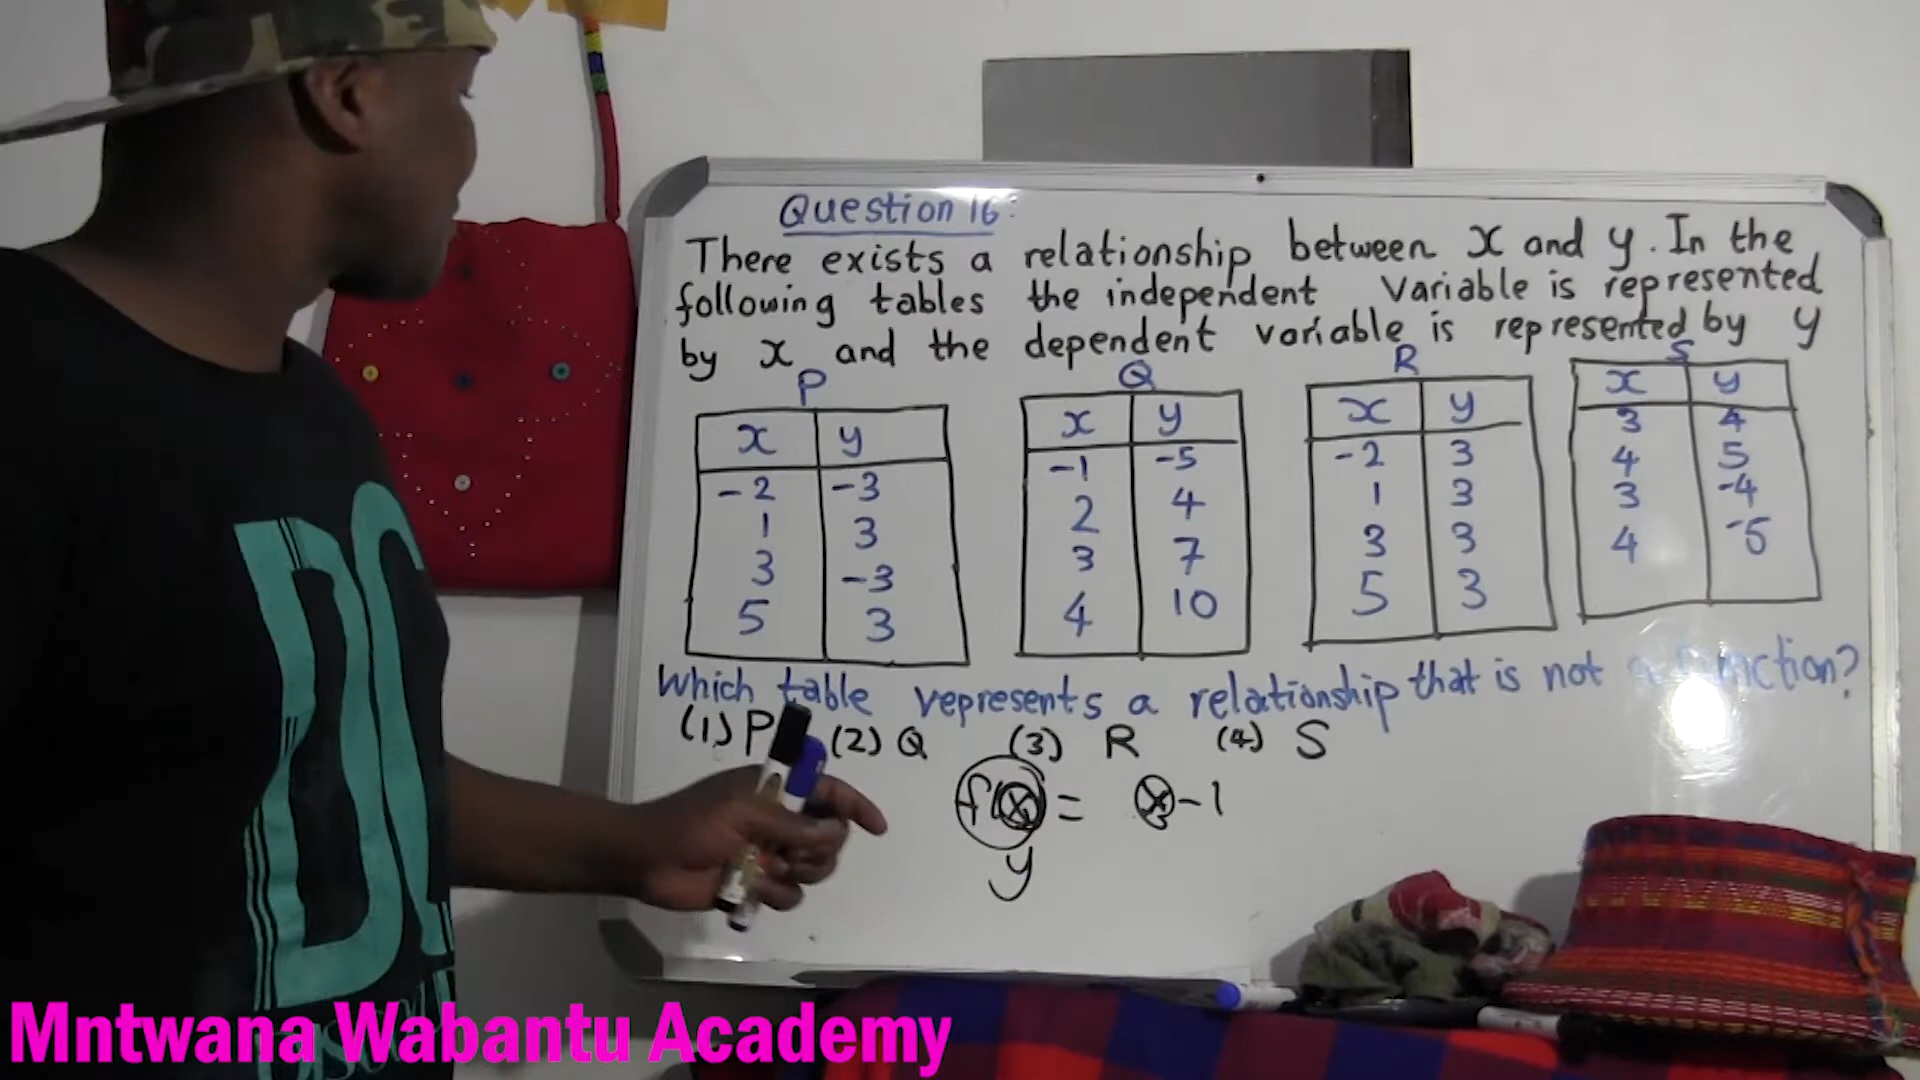 Question 16:
There exists a relationship between x and y. In the
following tables the independent variable is represented
by x and the dependent variable is represented by y
P Q R S
x y
-2 -3
1 3
3 -3
5 3
x y
-1 -5
2 4
3 7
4 10
x y
-2 3
1 3
3 3
5 3
x y
3 4
4 5
3 -4
4 -5
Which table represents a relationship that is not a function?
(1) P (2) Q (3) R (4) S
f(x) = x - 1
y
DC
Mntwana Wabantu Academy